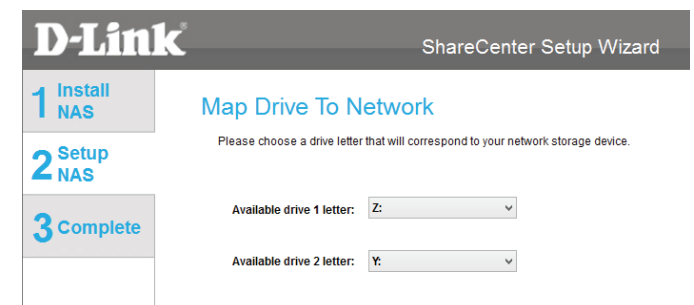 D-Link
ShareCenter Setup Wizard
1 Install
NAS
2 Setup
NAS
3 Complete
Map Drive To Network
Please choose a drive letter that will correspond to your network storage device.
Available drive 1 letter: Z:
Available drive 2 letter: Y: